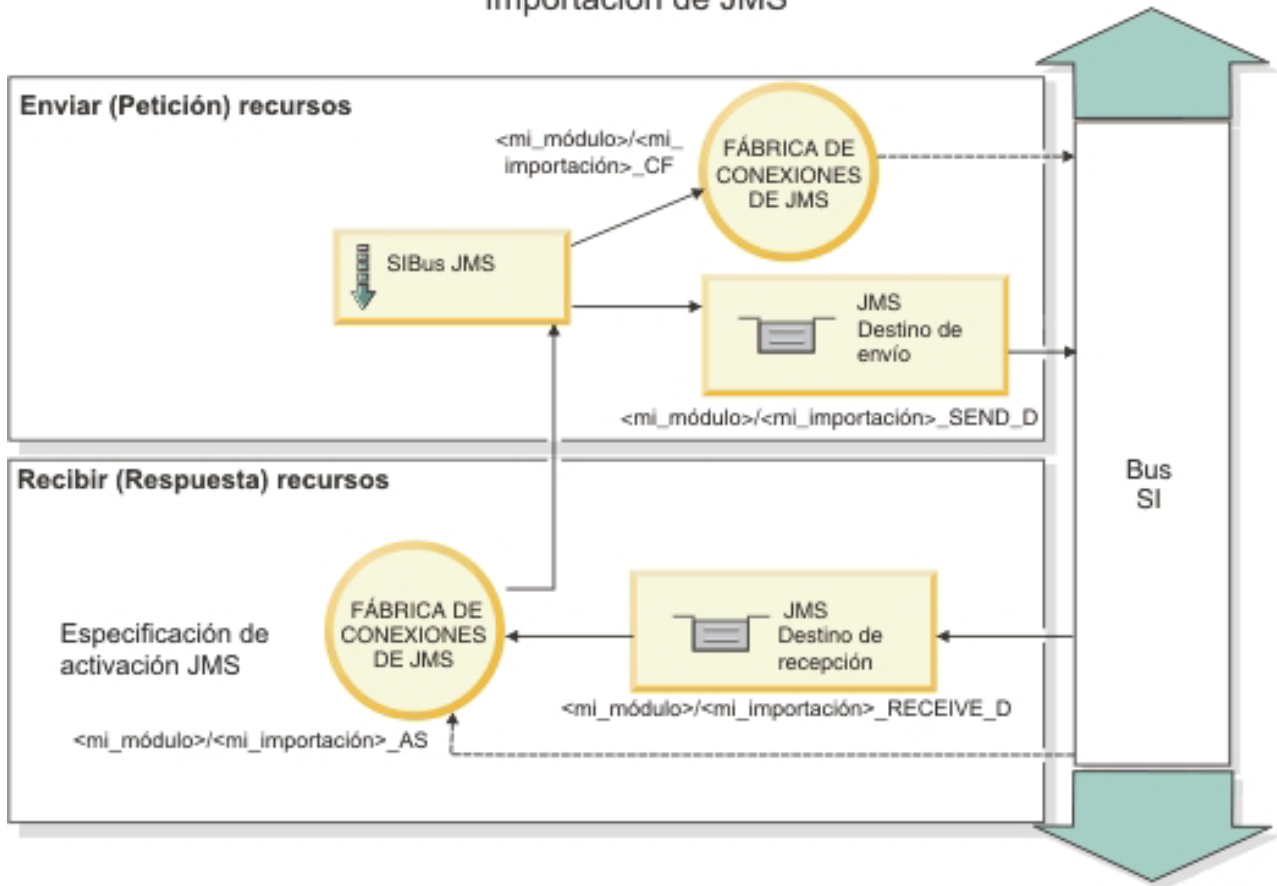 Importación de JMS
Enviar (Petición) recursos
<mi_módulo>/<mi_
importación>_CF
FÁBRICA DE
CONEXIONES
DE JMS
SIBus JMS
JMS
Destino de
envío
<mi_módulo>/<mi_importación>_SEND_D
Bus
SI
Recibir (Respuesta) recursos
Especificación de
activación JMS
FÁBRICA DE
CONEXIONES
DE JMS
JMS
Destino de
recepción
<mi_módulo>/<mi_importación>_RECEIVE_D
<mi_módulo>/<mi_importación>_AS